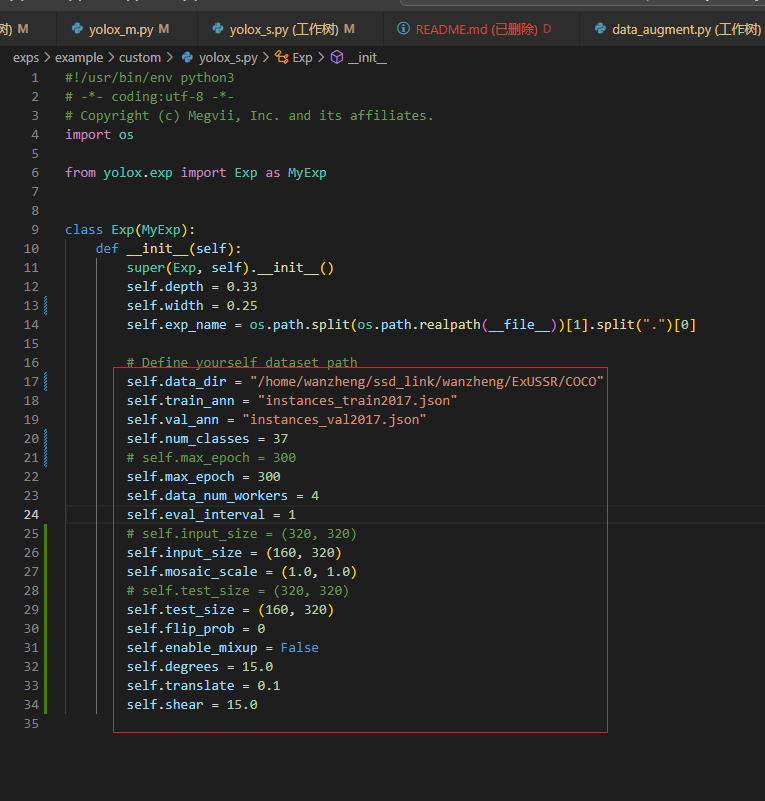 树) M
yolox_m.py M
yolox_s.py (工作树) M
README.md (已删除) D
data_augment.py (工作树)
exps > example > custom > yolox_s.py > Exp > __init__
1 #!/usr/bin/env python3
2 # -*- coding:utf-8 -*-
3 # Copyright (c) Megvii, Inc. and its affiliates.
4 import os
5
6 from yolox.exp import Exp as MyExp
7
8
9 class Exp(MyExp):
10     def __init__(self):
11         super(Exp, self).__init__()
12         self.depth = 0.33
13         self.width = 0.25
14         self.exp_name = os.path.split(os.path.realpath(__file__))[1].split(".")[0]
15
16         # Define yourself dataset path
17         self.data_dir = "/home/wanzheng/ssd_link/wanzheng/ExUSSR/COCO"
18         self.train_ann = "instances_train2017.json"
19         self.val_ann = "instances_val2017.json"
20         self.num_classes = 37
21         # self.max_epoch = 300
22         self.max_epoch = 300
23         self.data_num_workers = 4
24         self.eval_interval = 1
25         # self.input_size = (320, 320)
26         self.input_size = (160, 320)
27         self.mosaic_scale = (1.0, 1.0)
28         # self.test_size = (320, 320)
29         self.test_size = (160, 320)
30         self.flip_prob = 0
31         self.enable_mixup = False
32         self.degrees = 15.0
33         self.translate = 0.1
34         self.shear = 15.0
35